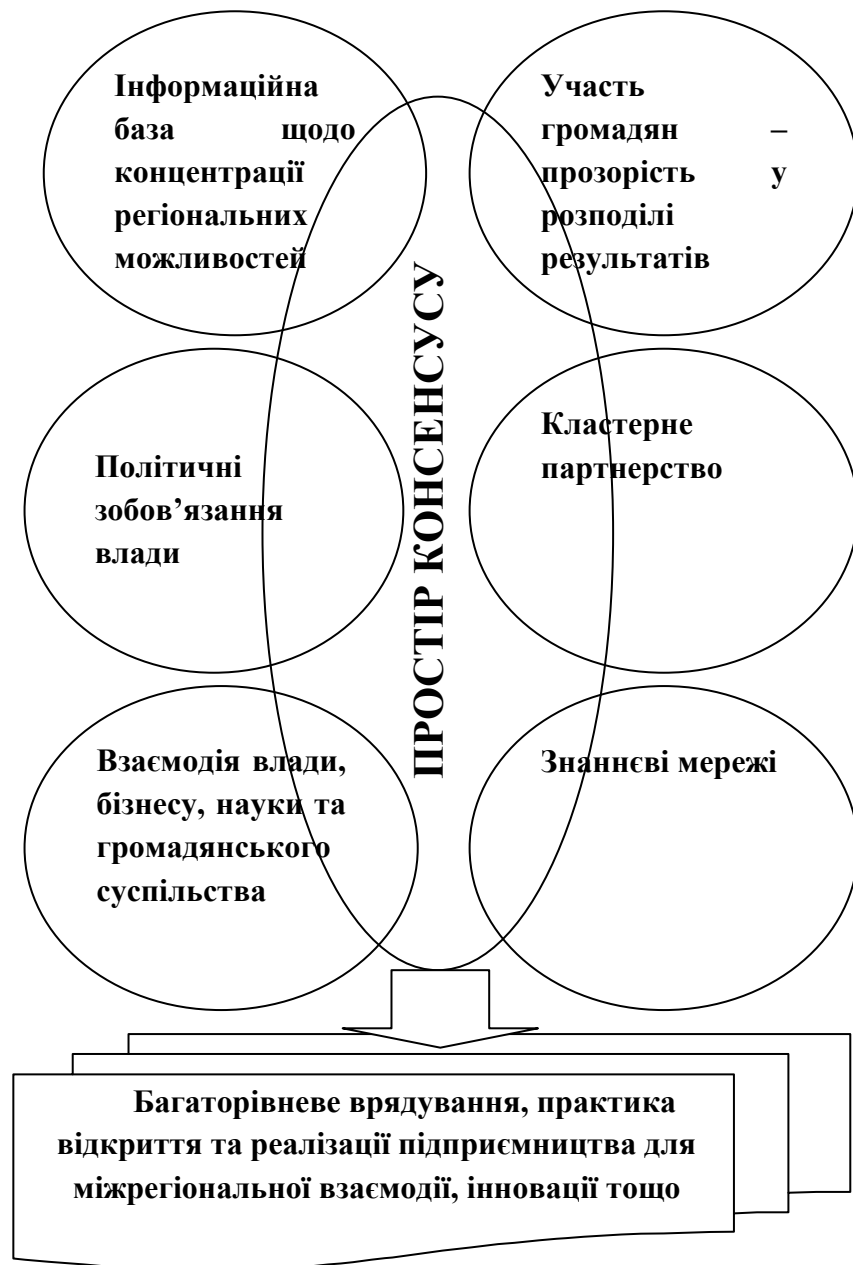 Інформаційна
база щодо
концентрації
регіональних
можливостей
Участь
громадян –
прозорість у
розподілі
результатів
ПРОСТІР КОНСЕНСУСУ
Політичні
зобов’язання
влади
Кластерне
партнерство
Взаємодія влади,
бізнесу, науки та
громадянського
суспільства
Знаннєві мережі
Багаторівневе врядування, практика
відкриття та реалізації підприємництва для
міжрегіональної взаємодії, інновації тощо